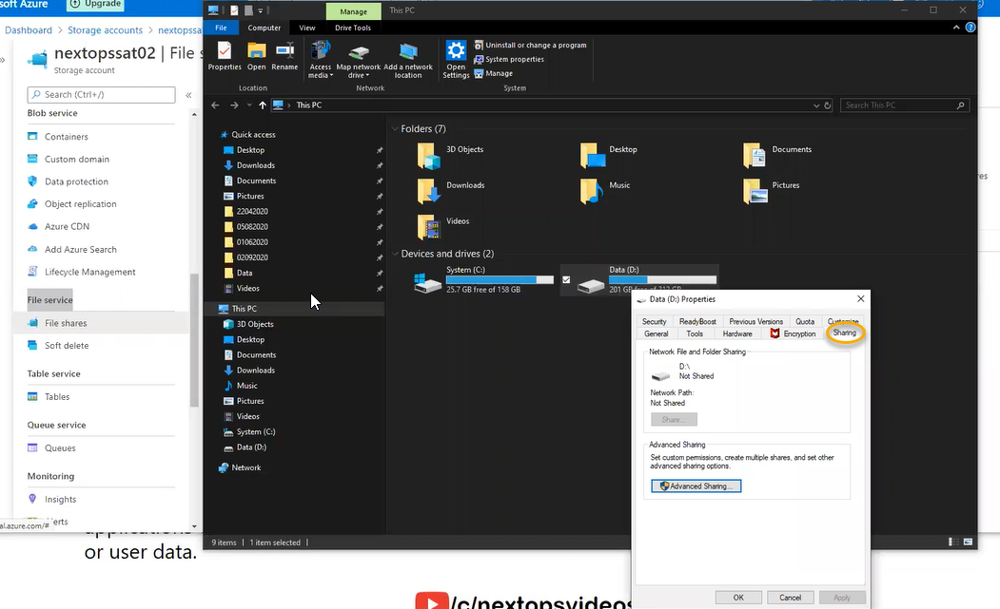 soft Azure
Upgrade
Dashboard > Storage accounts > nextopssa
nextopssat02 | File s
Storage account
Search (Ctrl+/)
Blob service
Containers
Custom domain
Data protection
Object replication
Azure CDN
Add Azure Search
Lifecycle Management
File service
File shares
Soft delete
Table service
Tables
Queue service
Queues
Monitoring
Insights
erts
al.azure.com/#
or user data.
Manage
This PC
File
Computer
View
Drive Tools
Properties
Open
Rename
Access media
Map network drive
Add a network location
Open Settings
Uninstall or change a program
System properties
Manage
Location
Network
System
This PC
Search This PC
Quick access
Desktop
Downloads
Documents
Pictures
22042020
05082020
01062020
02092020
Data
Videos
This PC
3D Objects
Desktop
Documents
Downloads
Music
Pictures
Videos
System (C:)
Data (D:)
Network
Folders (7)
3D Objects
Desktop
Documents
Downloads
Music
Pictures
Videos
Devices and drives (2)
System (C:)
25.7 GB free of 158 GB
Data (D:)
201 GB free of 312 GB
9 items
1 item selected
Data (D:) Properties
Security
ReadyBoost
Previous Versions
Quota
Customize
General
Tools
Hardware
Encryption
Sharing
Network File and Folder Sharing
D:\
Not Shared
Network Path:
Not Shared
Share...
Advanced Sharing
Set custom permissions, create multiple shares, and set other
advanced sharing options.
Advanced Sharing...
OK
Cancel
Apply
/c/nextopsvideos